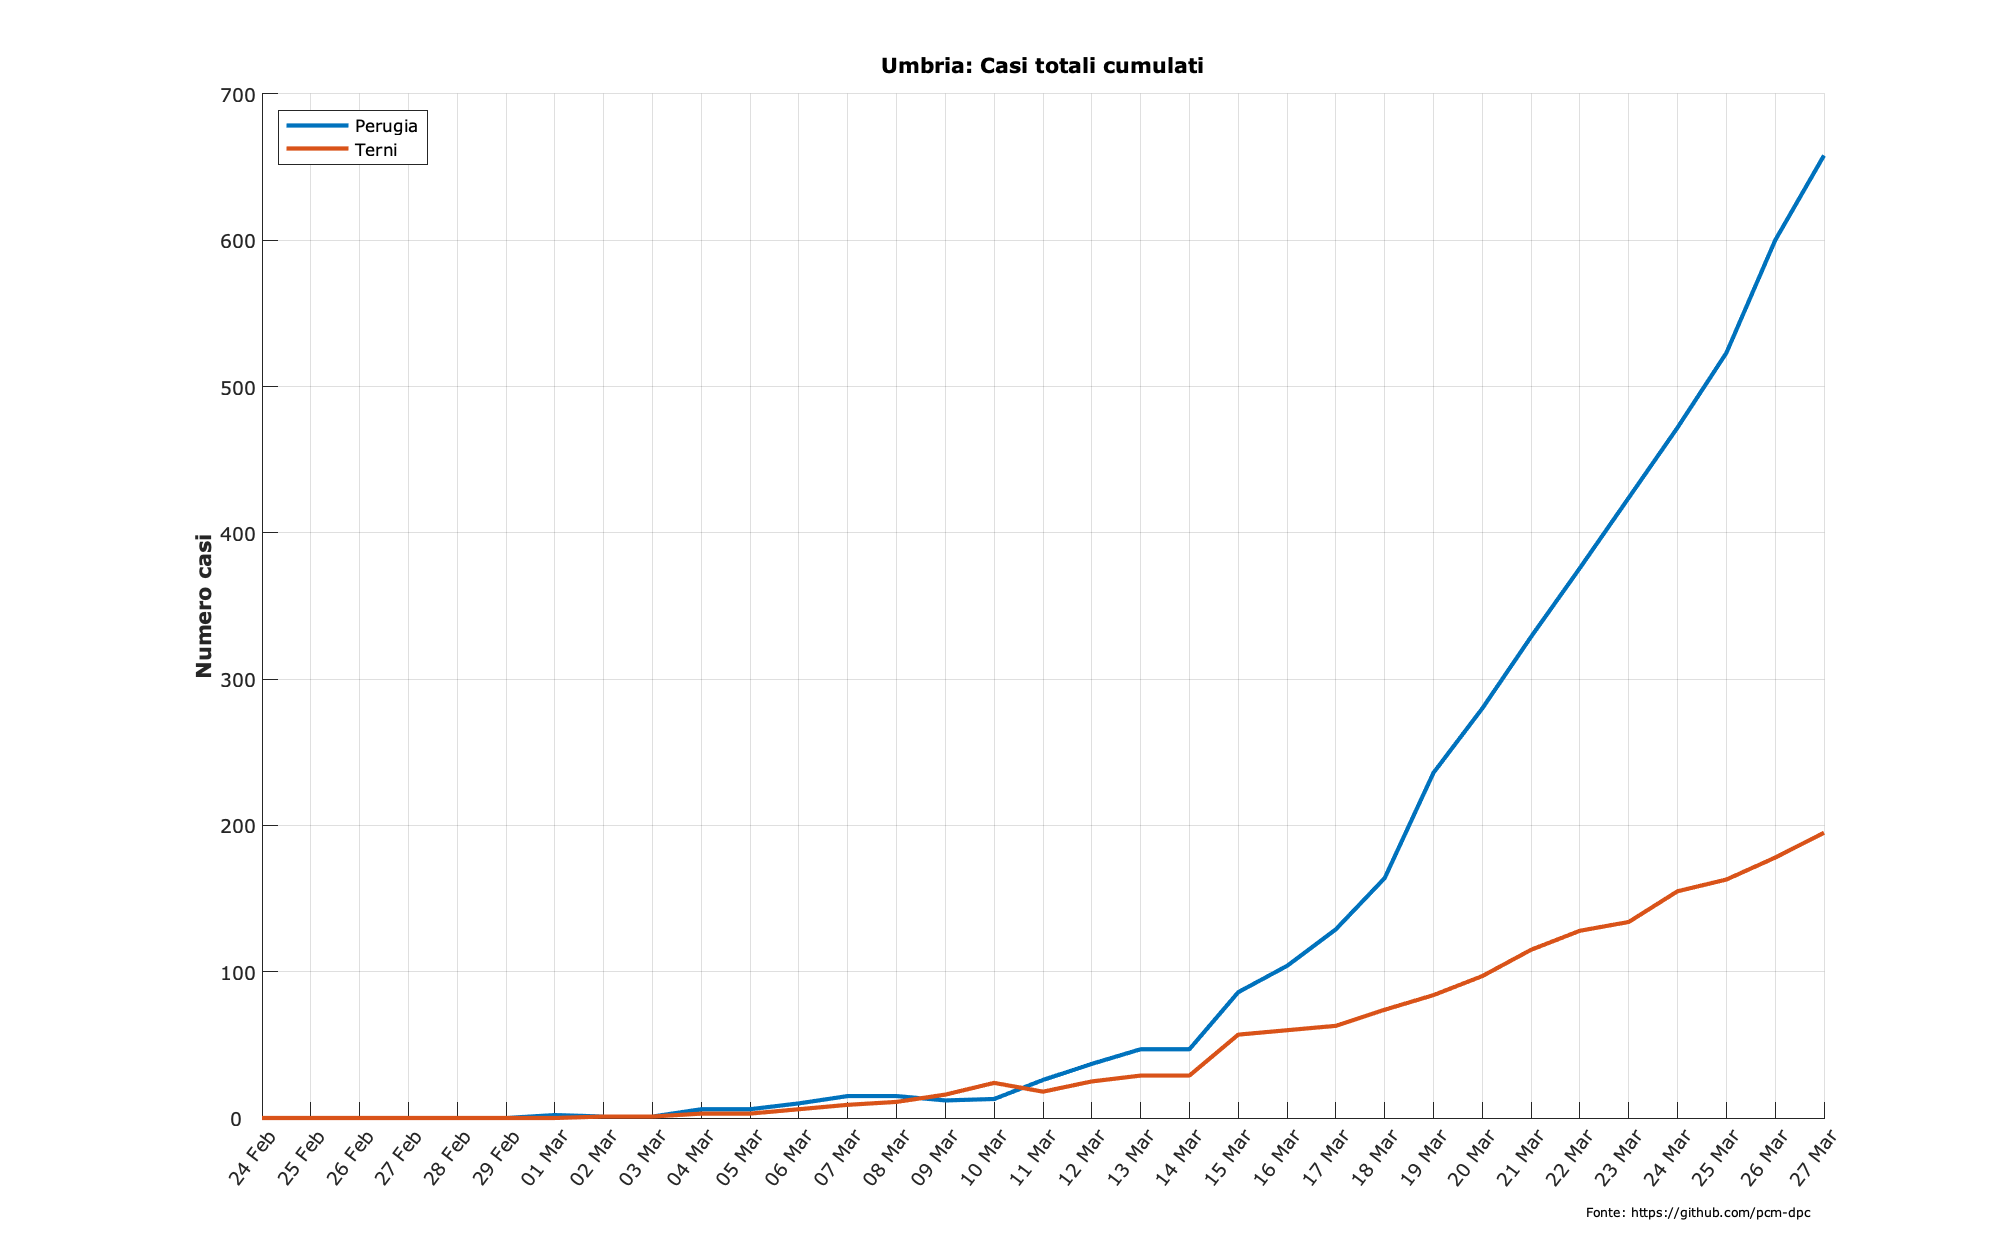 Umbria: Casi totali cumulati
Perugia
Terni
Numero casi
700
600
500
400
300
200
100
0
24 Feb
25 Feb
26 Feb
27 Feb
28 Feb
29 Feb
01 Mar
02 Mar
03 Mar
04 Mar
05 Mar
06 Mar
07 Mar
08 Mar
09 Mar
10 Mar
11 Mar
12 Mar
13 Mar
14 Mar
15 Mar
16 Mar
17 Mar
18 Mar
19 Mar
20 Mar
21 Mar
22 Mar
23 Mar
24 Mar
25 Mar
26 Mar
27 Mar
Fonte: https://github.com/pcm-dpc